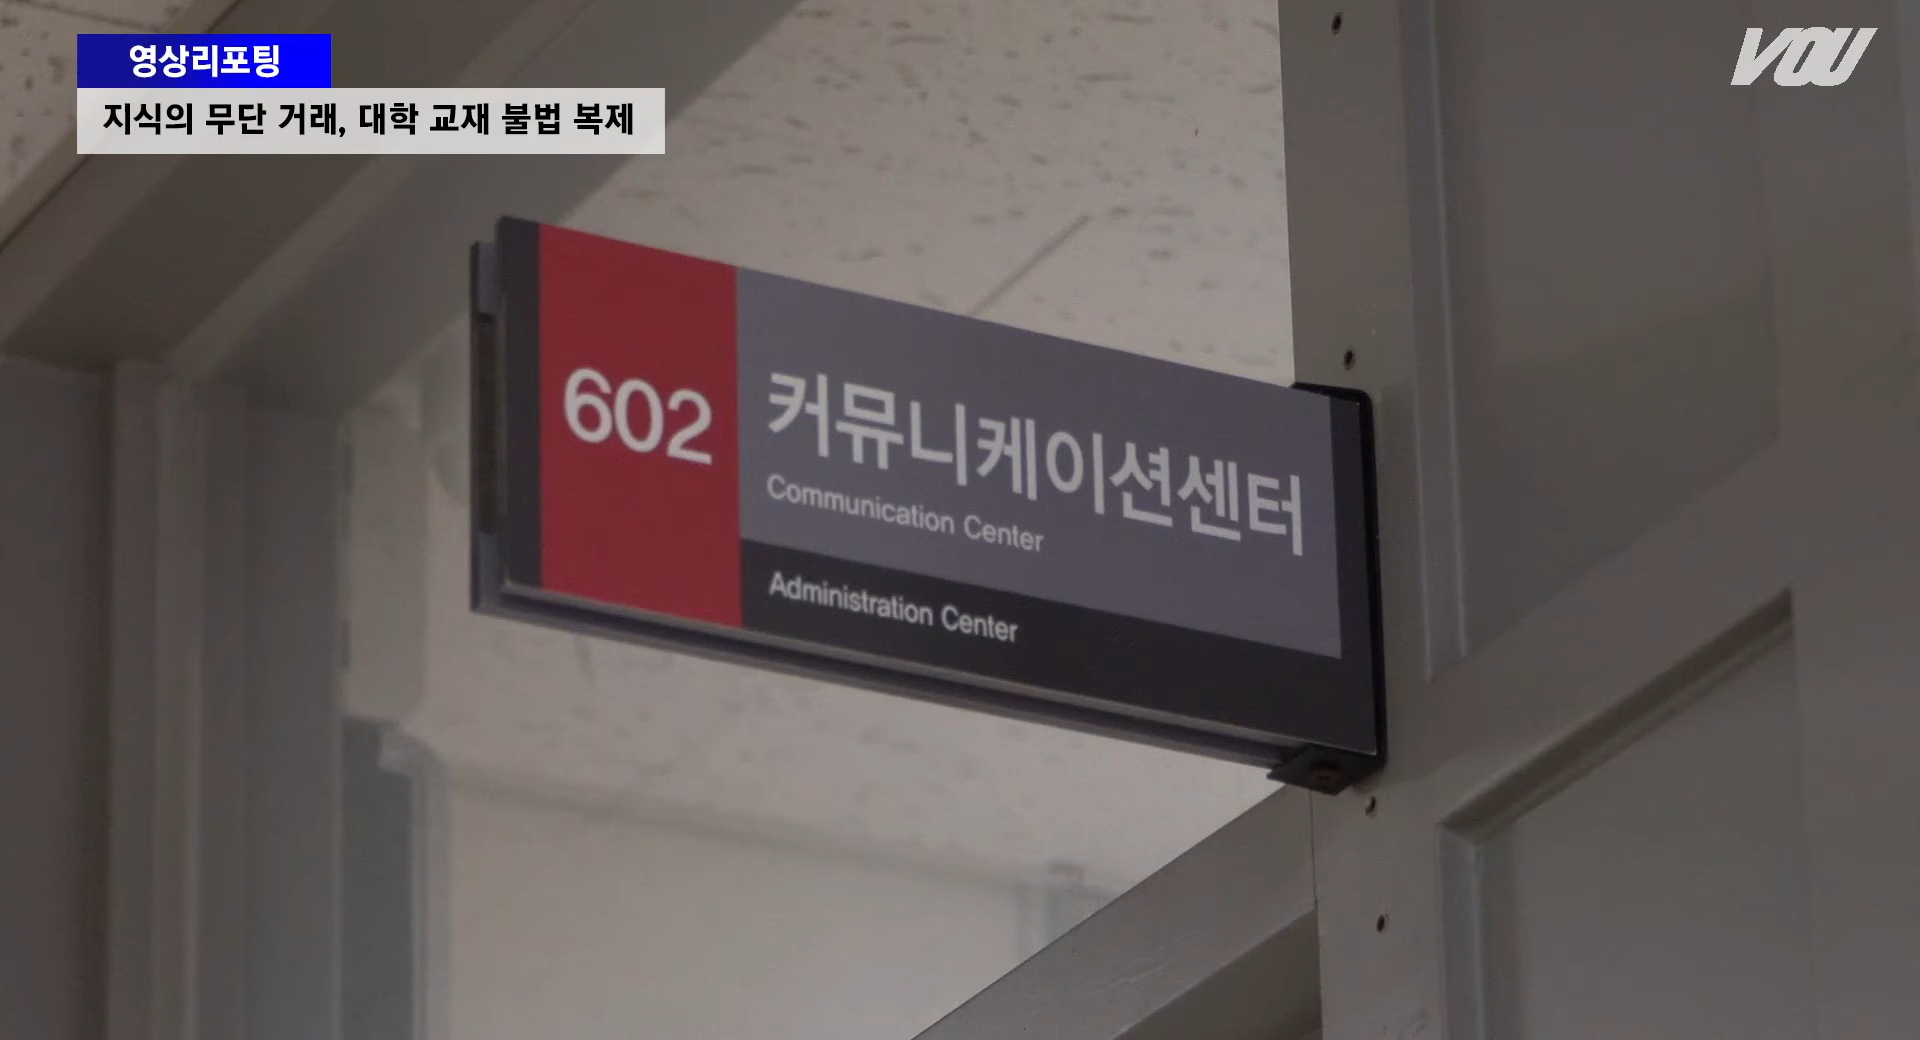 영상리포팅
VOU
지식의 무단 거래, 대학 교재 불법 복제
602
커뮤니케이션센터
Communication Center
Administration Center